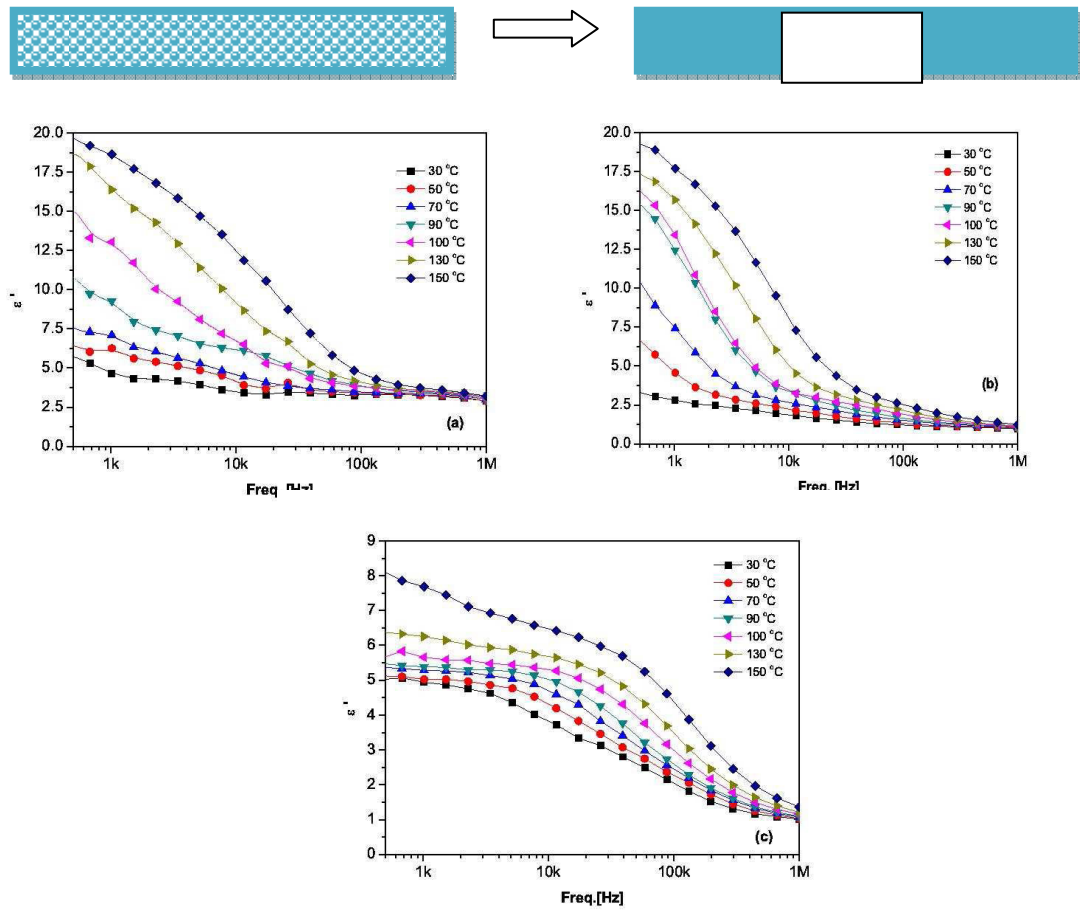 20.0
17.5
15.0
12.5
10.0
7.5
5.0
2.5
0.0
ε '
30 °C
50 °C
70 °C
90 °C
100 °C
130 °C
150 °C
(a)
1k
10k
100k
1M
Freq. [Hz]
20.0
17.5
15.0
12.5
10.0
7.5
5.0
2.5
0.0
ε '
30 °C
50 °C
70 °C
90 °C
100 °C
130 °C
150 °C
(b)
1k
10k
100k
1M
Freq. [Hz]
9
8
7
6
5
4
3
2
1
0
ε '
30 °C
50 °C
70 °C
90 °C
100 °C
130 °C
150 °C
(c)
1k
10k
100k
1M
Freq.[Hz]